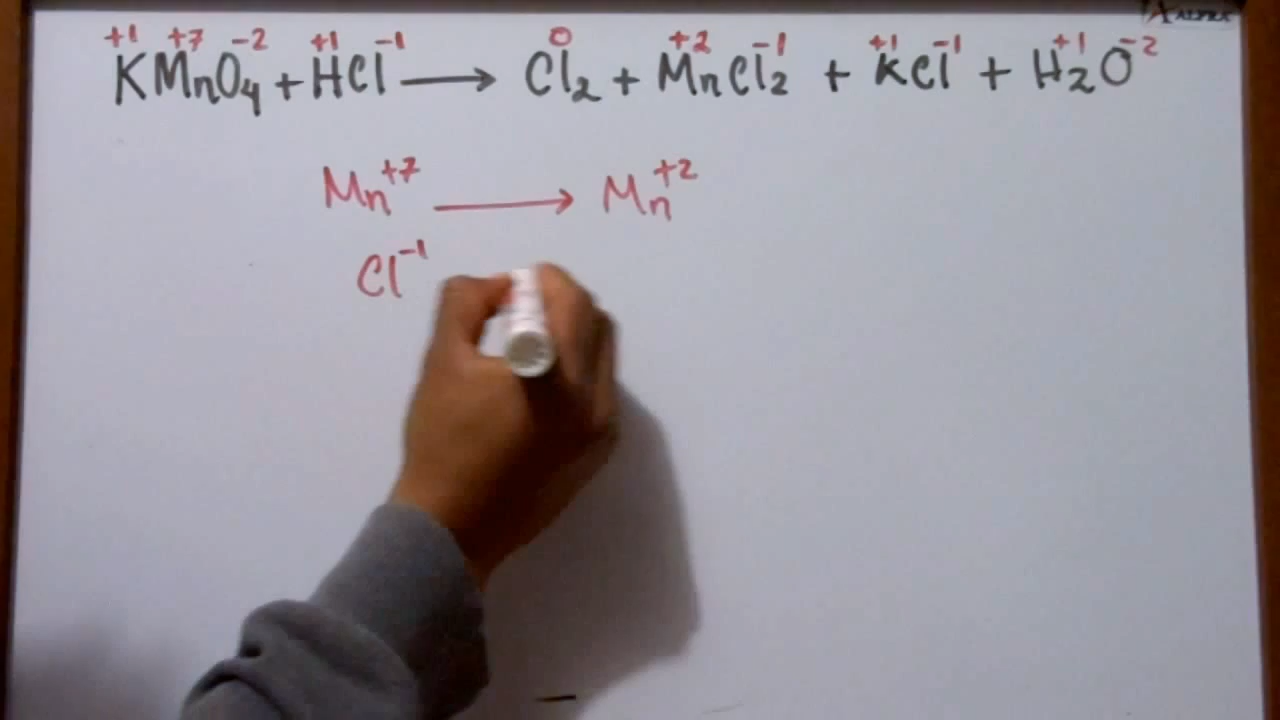 ALPHA
+1 +7 -2 +1 -1 0 +2 -1 +1 -1 +1 -2
KMnO4 + HCl → Cl2 + MnCl2 + KCl + H2O
Mn+7 → Mn+2
Cl-1